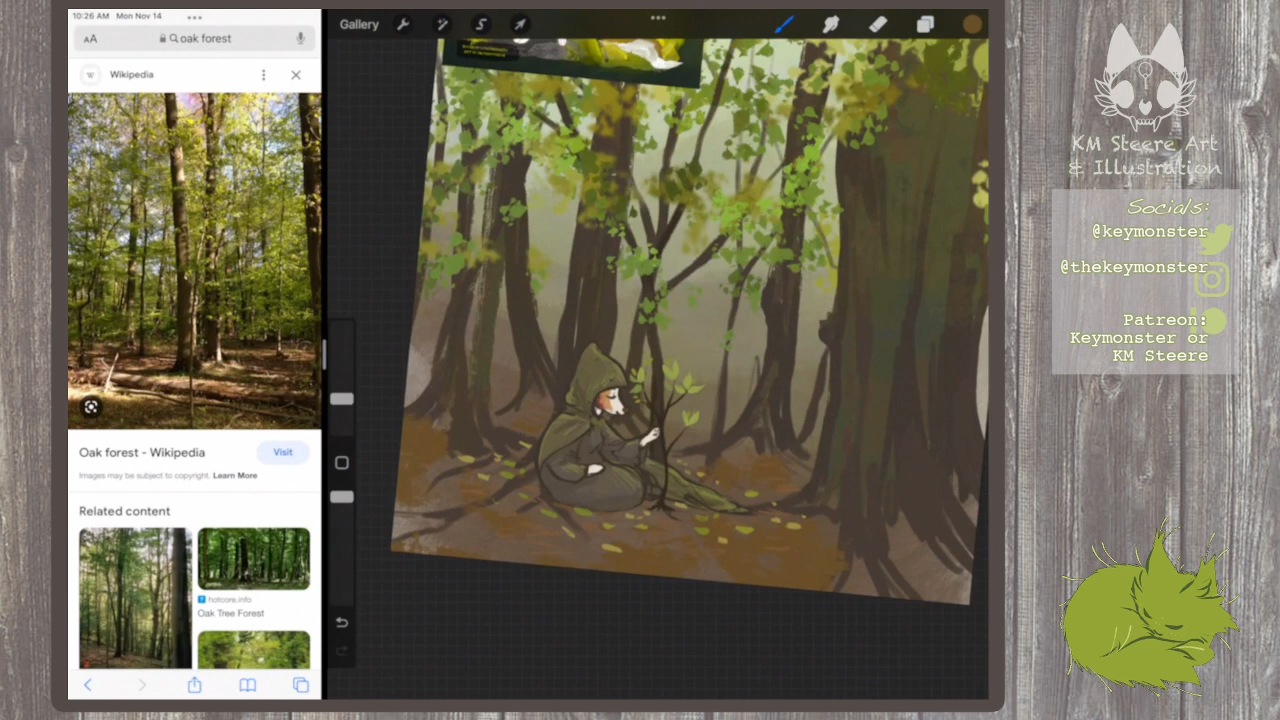 10:26 AM Mon Nov 14
AA
oak forest
W
Wikipedia
Oak forest - Wikipedia
Visit
Images may be subject to copyright. Learn More
Related content
hotcore.info
Oak Tree Forest
Gallery
KM Steere Art
& Illustration
Socials:
@keymonster
@thekeymonster
Patreon:
Keymonster or
KM Steere